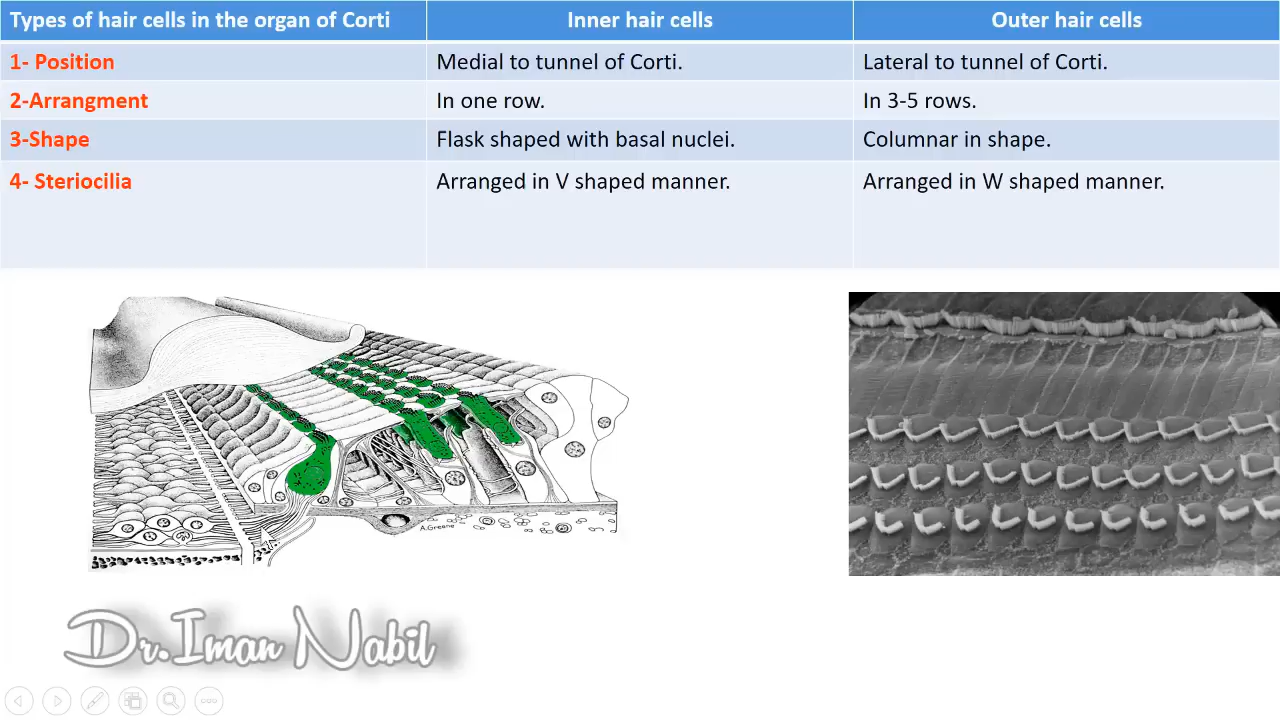 Types of hair cells in the organ of Corti Inner hair cells Outer hair cells
1- Position Medial to tunnel of Corti. Lateral to tunnel of Corti.
2-Arrangment In one row. In 3-5 rows.
3-Shape Flask shaped with basal nuclei. Columnar in shape.
4- Steriocilia Arranged in V shaped manner. Arranged in W shaped manner.
A.Greene
Dr.Iman Nabil